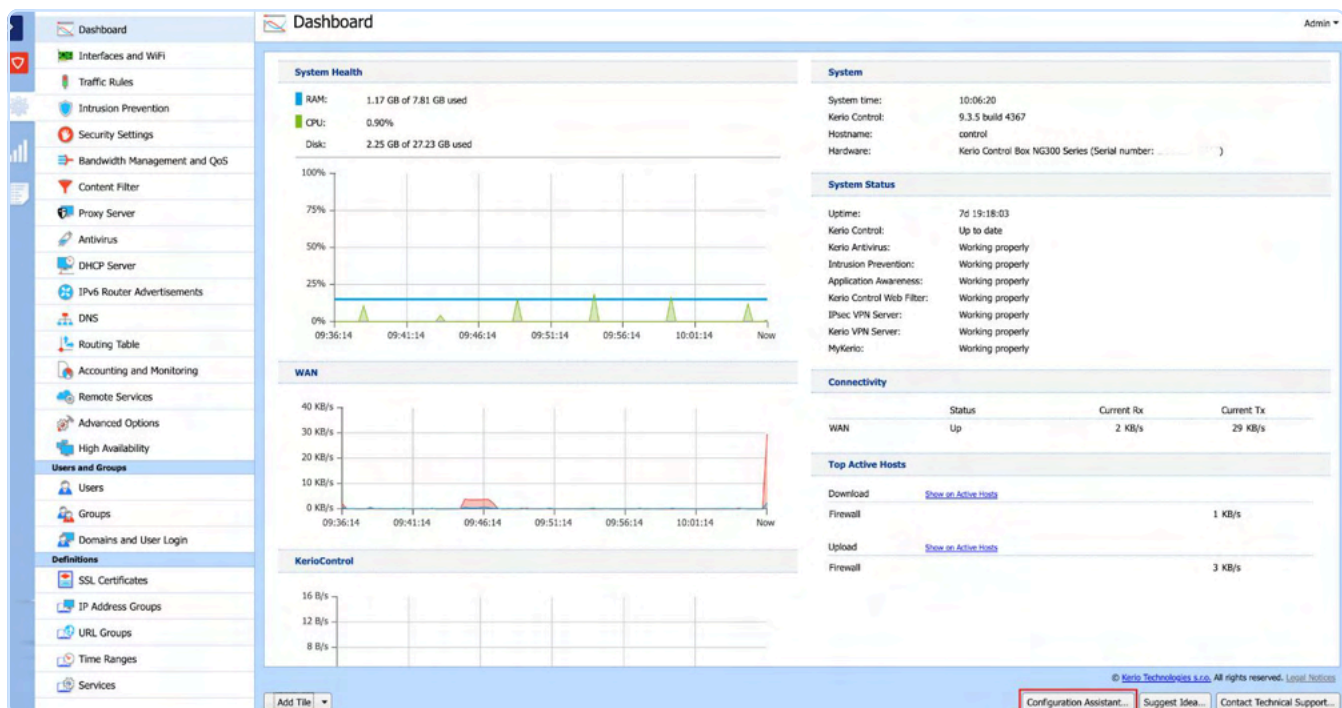 Dashboard
Interfaces and WiFi
Traffic Rules
Intrusion Prevention
Security Settings
Bandwidth Management and QoS
Content Filter
Proxy Server
Antivirus
DHCP Server
IPv6 Router Advertisements
DNS
Routing Table
Accounting and Monitoring
Remote Services
Advanced Options
High Availability
Users and Groups
Users
Groups
Domains and User Login
Definitions
SSL Certificates
IP Address Groups
URL Groups
Time Ranges
Services
Dashboard
Admin
System Health
RAM: 1.17 GB of 7.81 GB used
CPU: 0.90%
Disk: 2.25 GB of 27.23 GB used
100%
75%
50%
25%
0%
09:36:14 09:41:14 09:46:14 09:51:14 09:56:14 10:01:14 Now
WAN
40 KB/s
30 KB/s
20 KB/s
10 KB/s
0 KB/s
09:36:14 09:41:14 09:46:14 09:51:14 09:56:14 10:01:14 Now
KerioControl
16 B/s
12 B/s
8 B/s
System
System time: 10:06:20
Kerio Control: 9.3.5 build 4367
Hostname: control
Hardware: Kerio Control Box NG300 Series (Serial number: )
System Status
Uptime: 7d 19:18:03
Kerio Control: Up to date
Kerio Antivirus: Working properly
Intrusion Prevention: Working properly
Application Awareness: Working properly
Kerio Control Web Filter: Working properly
IPsec VPN Server: Working properly
Kerio VPN Server: Working properly
MyKerio: Working properly
Connectivity
Status Current Rx Current Tx
WAN Up 2 KB/s 29 KB/s
Top Active Hosts
Download Show on Active Hosts
Firewall 1 KB/s
Upload Show on Active Hosts
Firewall 3 KB/s
© Kerio Technologies s.r.o. All rights reserved. Legal Notices
Add Tile
Configuration Assistant... Suggest Idea... Contact Technical Support...